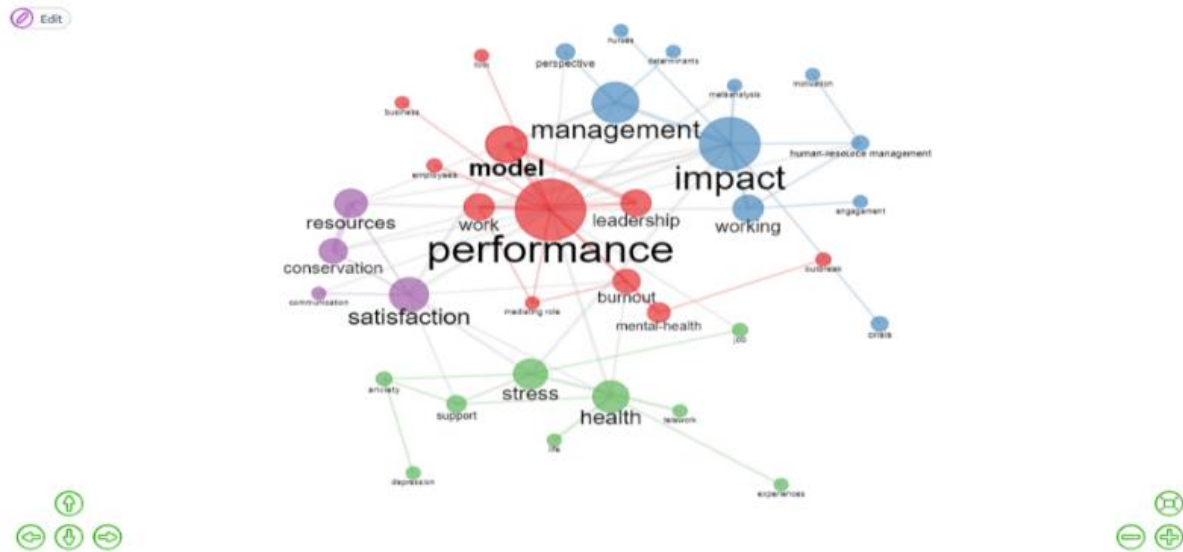 Edit
nurses
role
perspective
determinants
motivation
metaanalysis
business
management
human-resource management
model
impact
employees
resources
work
leadership
engagement
working
performance
conservation
outbreak
communication
burnout
satisfaction
mediating role
mental-health
crisis
job
anxiety
stress
support
health
telework
life
depression
experiences